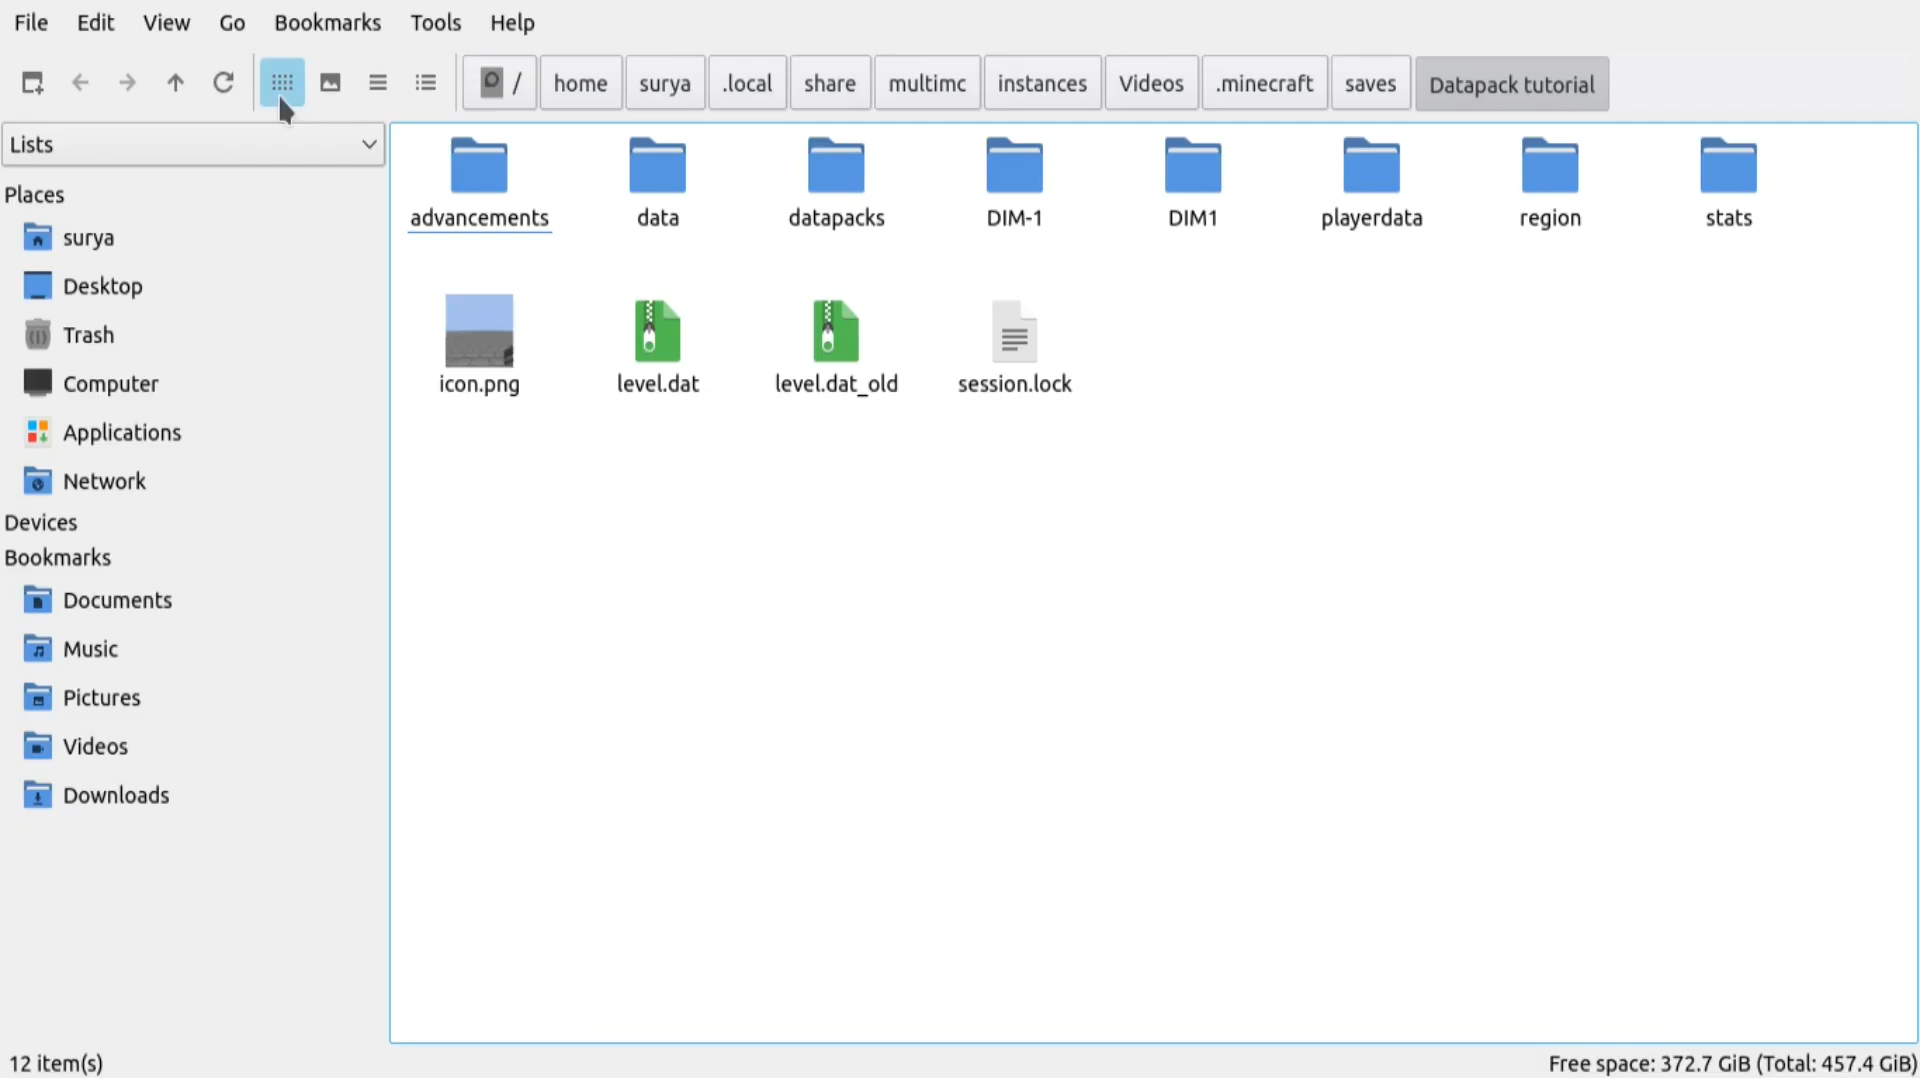 File Edit View Go Bookmarks Tools Help
/ home surya .local share multimc instances Videos .minecraft saves Datapack tutorial
Lists
Places
surya
Desktop
Trash
Computer
Applications
Network
Devices
Bookmarks
Documents
Music
Pictures
Videos
Downloads
advancements data datapacks DIM-1 DIM1 playerdata region stats
icon.png level.dat level.dat_old session.lock
12 item(s) Free space: 372.7 GiB (Total: 457.4 GiB)